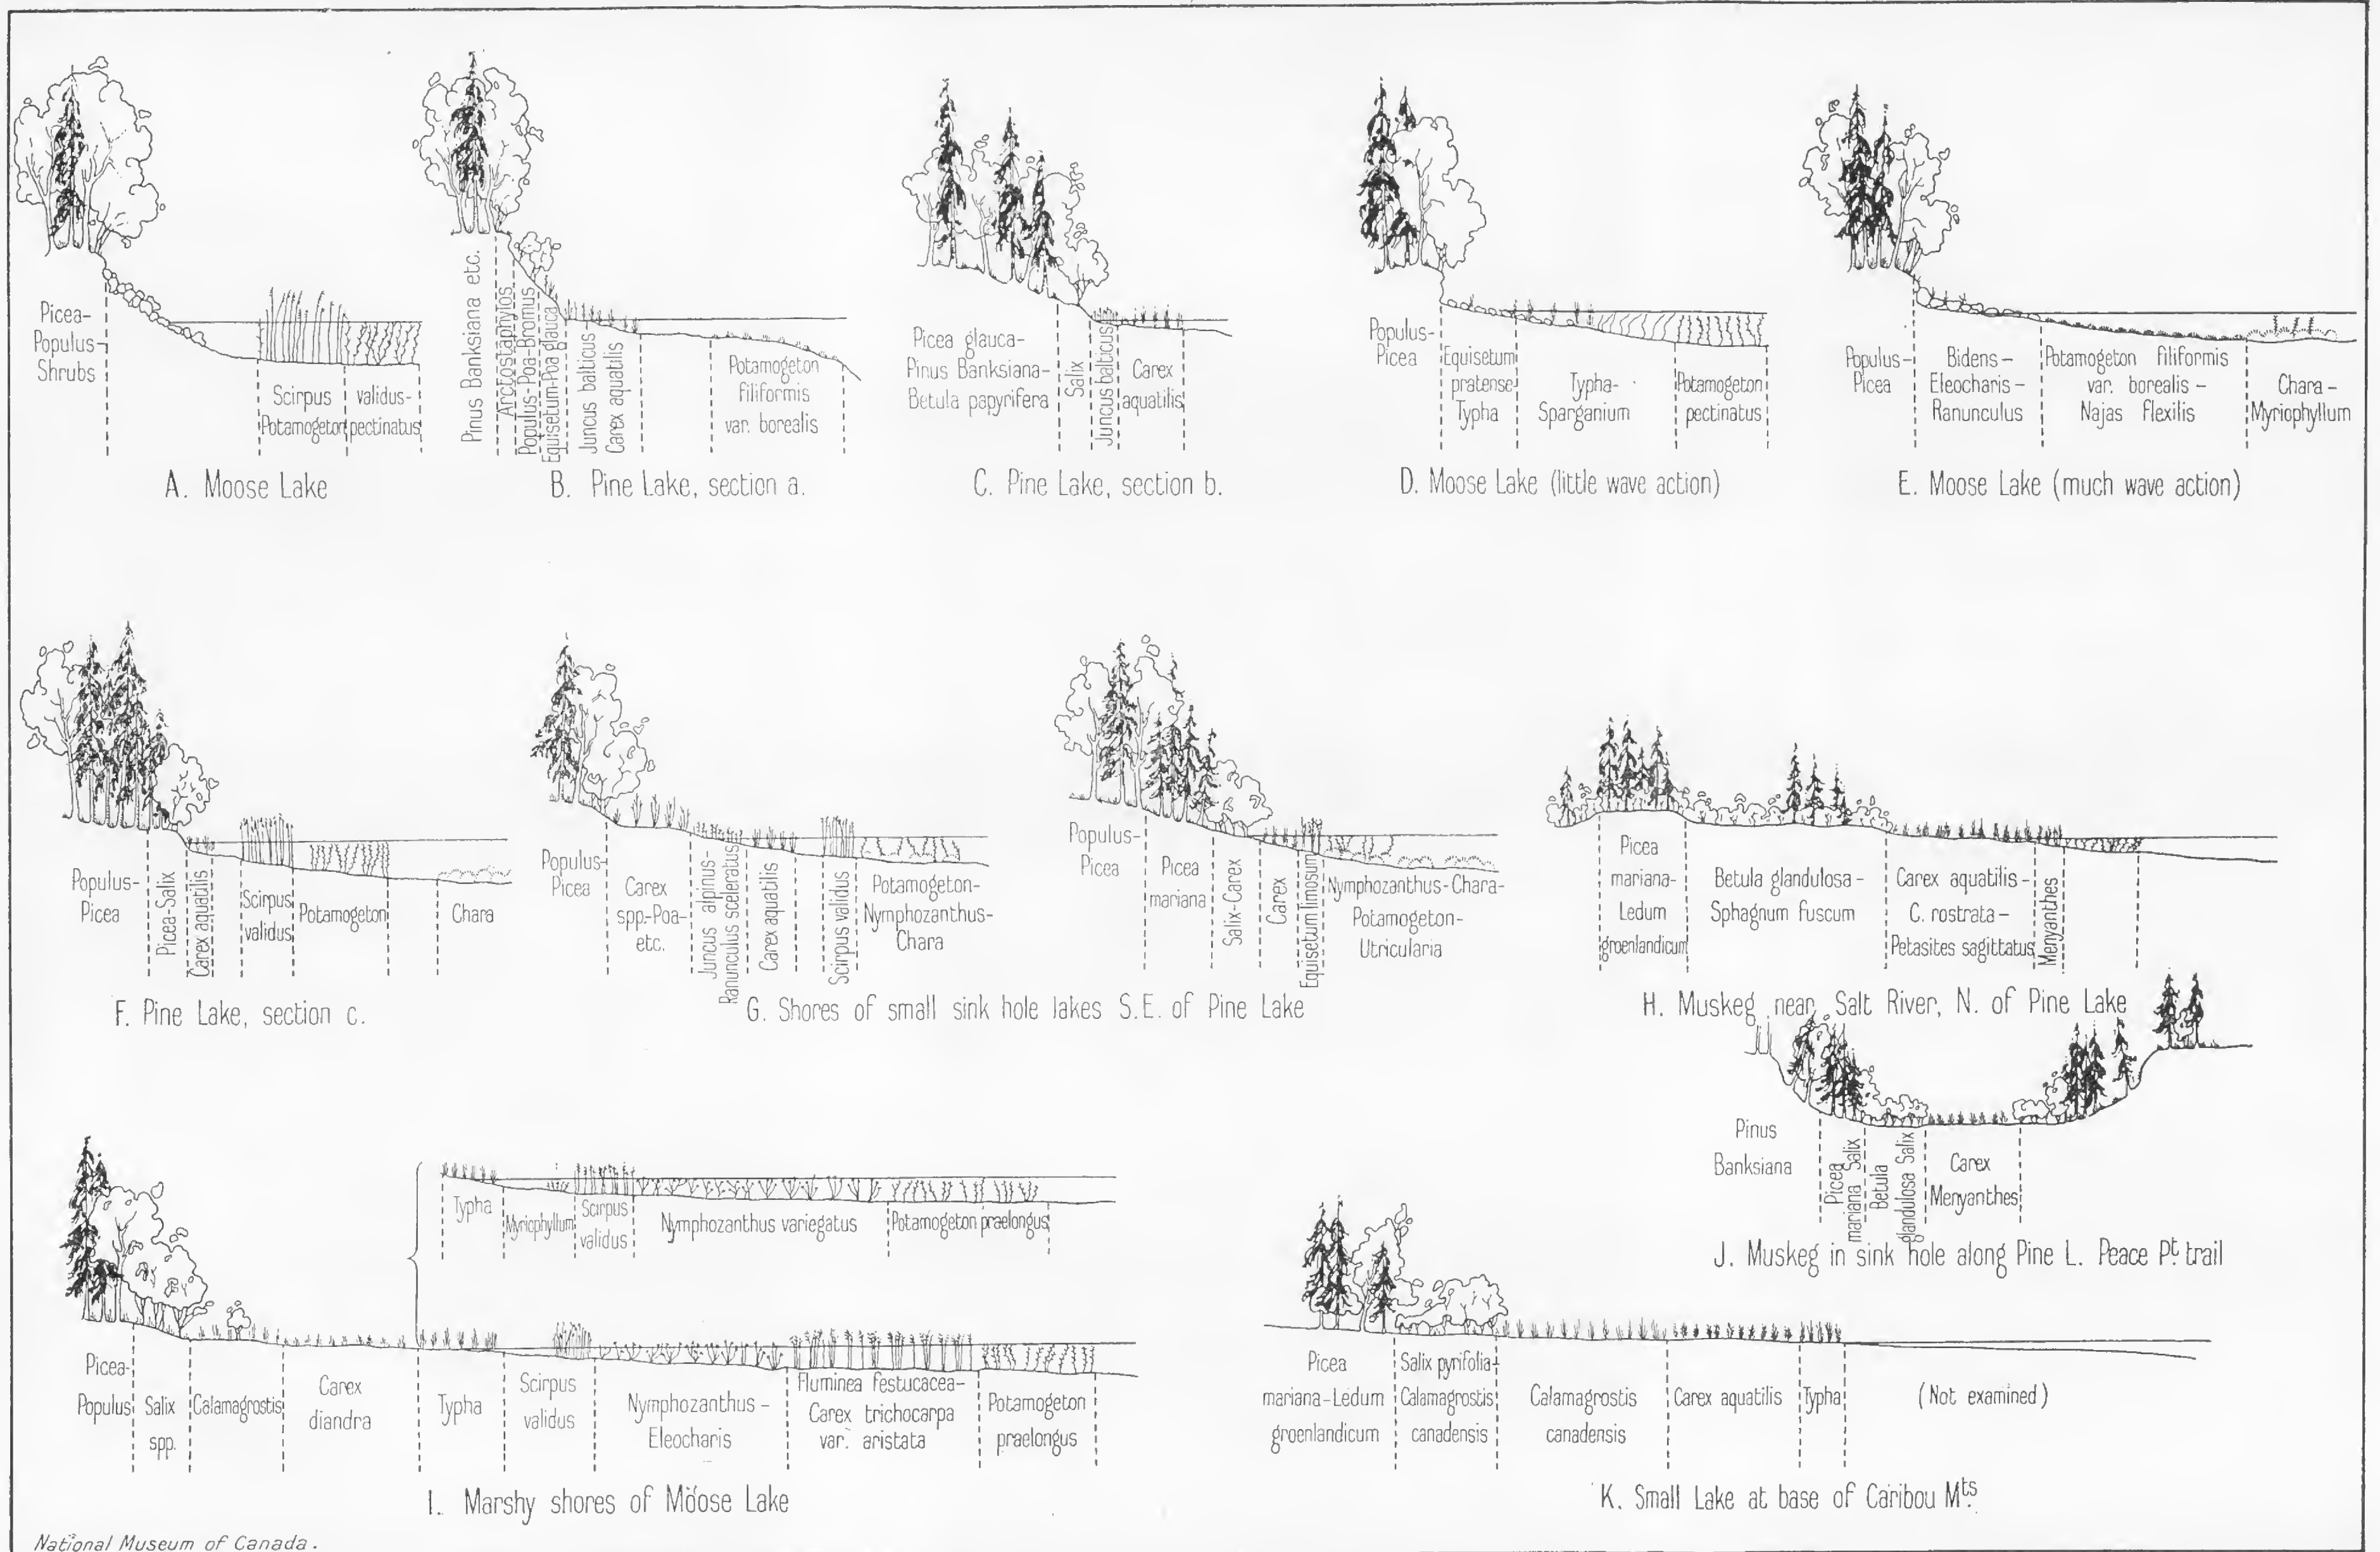 Picea-
Populus-
Shrubs
Scirpus validus-
Potamogeton pectinatus
A. Moose Lake
Pinus Banksiana etc.
Arctostaphylos
Populus-Poa-Bromus
Equisetum-Poa glauca
Juncus balticus
Carex aquatilis
Potamogeton
filiformis
var. borealis
B. Pine Lake, section a.
Picea glauca-
Pinus Banksiana-
Betula papyrifera
Salix
Juncus balticus
Carex
aquatilis
C. Pine Lake, section b.
Populus-
Picea
Equisetum
pratense-
Typha
Typha-
Sparganium
Potamogeton
pectinatus
D. Moose Lake (little wave action)
Populus-
Picea
Bidens-
Eleocharis-
Ranunculus
Potamogeton filiformis
var. borealis-
Najas flexilis
Chara-
Myriophyllum
E. Moose Lake (much wave action)
Populus-
Picea
Picea-Salix
Carex aquatilis
Scirpus
validus
Potamogeton
Chara
F. Pine Lake, section c.
Populus-
Picea
Carex
spp.-Poa-
etc.
Juncus alpinus-
Ranunculus sceleratus
Carex aquatilis
Scirpus validus
Potamogeton-
Nymphozanthus-
Chara
Populus-
Picea
Picea
mariana
Salix-Carex
Carex
Equisetum limosum
Nymphozanthus-Chara-
Potamogeton-
Utricularia
G. Shores of small sink hole lakes S.E. of Pine Lake
Picea
mariana-
Ledum
groenlandicum
Betula glandulosa-
Sphagnum fuscum
Carex aquatilis-
C. rostrata-
Petasites sagittatus
Menyanthes
H. Muskeg near Salt River, N. of Pine Lake
Typha
Myriophyllum
Scirpus
validus
Nymphozanthus variegatus
Potamogeton praelongus
Picea-
Populus
Salix
spp.
Calamagrostis
Carex
diandra
Typha
Scirpus
validus
Nymphozanthus-
Eleocharis
Fluminea festucacea-
Carex trichocarpa
var. aristata
Potamogeton
praelongus
I. Marshy shores of Moose Lake
Pinus
Banksiana
Picea
mariana Salix
Betula
glandulosa Salix
Carex
Menyanthes
J. Muskeg in sink hole along Pine L. Peace Pt. trail
Picea
mariana-Ledum
groenlandicum
Salix pyrifolia-
Calamagrostis
canadensis
Calamagrostis
canadensis
Carex aquatilis
Typha
(Not examined)
K. Small Lake at base of Caribou Mts.
National Museum of Canada.